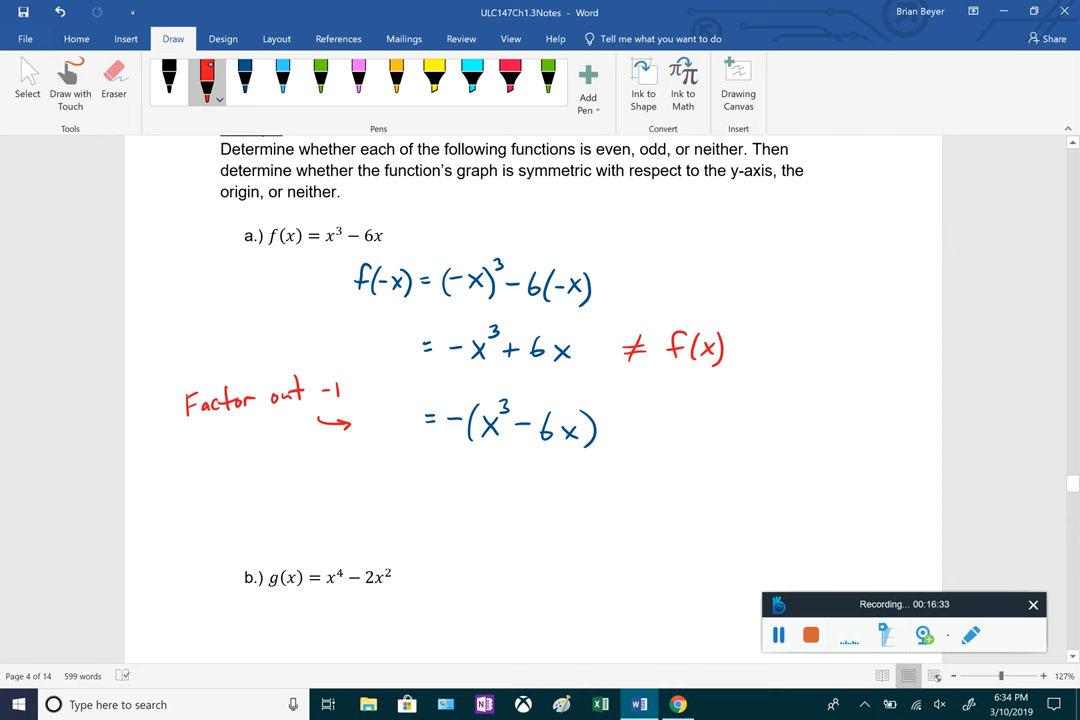 ULC147Ch1.3Notes - Word
Brian Beyer
File Home Insert Draw Design Layout References Mailings Review View Help Tell me what you want to do Share
Select Draw with Touch Eraser
Add Pen
Ink to Shape Ink to Math Drawing Canvas
Tools Pens Convert Insert
Determine whether each of the following functions is even, odd, or neither. Then
determine whether the function's graph is symmetric with respect to the y-axis, the
origin, or neither.
a.) f(x) = x³ − 6x
f(-x) = (-x)³ - 6(-x)
= -x³ + 6x ≠ f(x)
Factor out -1
= -(x³ - 6x)
b.) g(x) = x⁴ − 2x²
Recording... 00:16:33
Page 4 of 14 599 words 127%
Type here to search
6:34 PM
3/10/2019